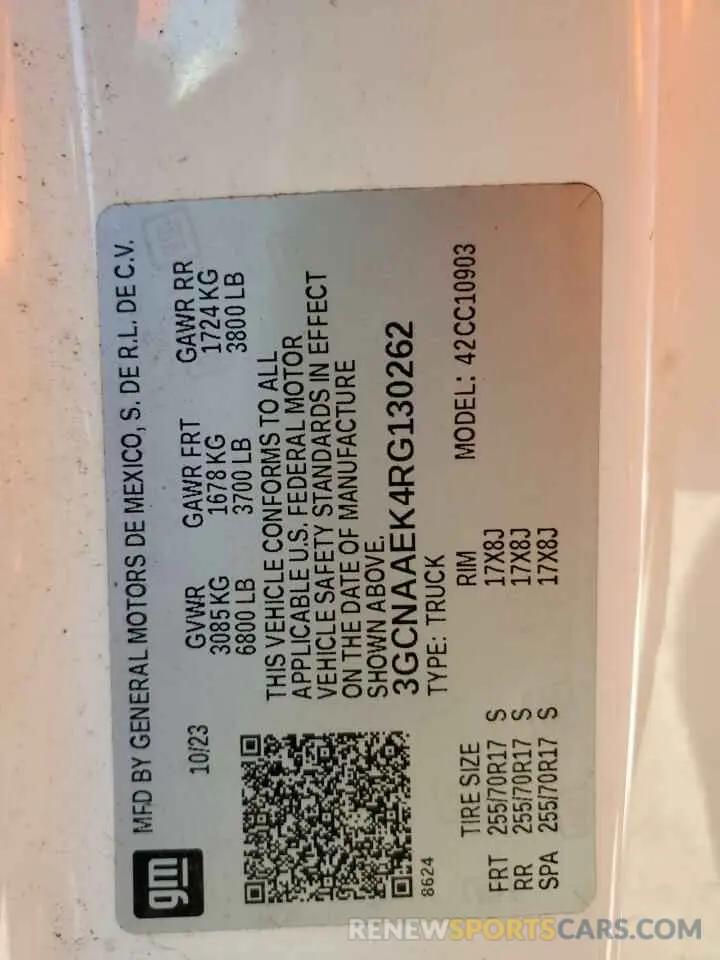 gm MFD BY GENERAL MOTORS DE MEXICO, S. DE R.L. DE C.V.
10/23 GVWR GAWR FRT GAWR RR
3085 KG 1678 KG 1724 KG
6800 LB 3700 LB 3800 LB
THIS VEHICLE CONFORMS TO ALL
APPLICABLE U.S. FEDERAL MOTOR
VEHICLE SAFETY STANDARDS IN EFFECT
ON THE DATE OF MANUFACTURE
SHOWN ABOVE.
3GCNAAEK4RG130262
8624 TYPE: TRUCK MODEL: 42CC10903
TIRE SIZE RIM
FRT 255/70R17 S 17X8J
RR 255/70R17 S 17X8J
SPA 255/70R17 S 17X8J
RENEWSPORTSCARS.COM